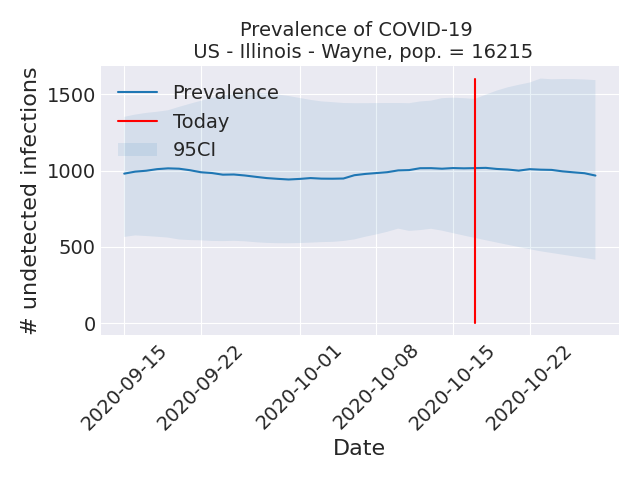 Prevalence of COVID-19
US - Illinois - Wayne, pop. = 16215
# undetected infections
1500
1000
500
0
Prevalence
Today
95CI
2020-09-15
2020-09-22
2020-10-01
2020-10-08
2020-10-15
2020-10-22
Date